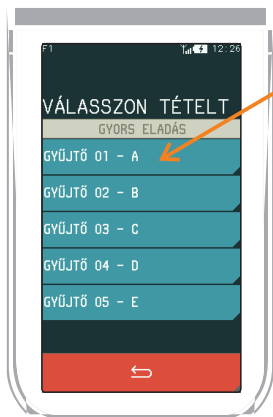 F1 12:26
VÁLASSZON TÉTELT
GYORS ELADÁS
GYŰJTŐ 01 - A
GYŰJTŐ 02 - B
GYŰJTŐ 03 - C
GYŰJTŐ 04 - D
GYŰJTŐ 05 - E